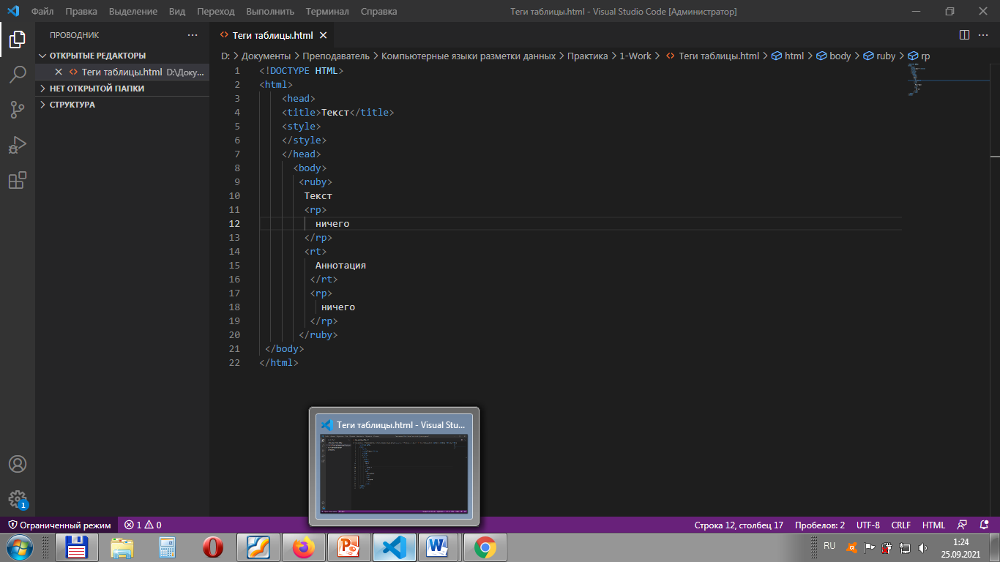 Файл Правка Выделение Вид Переход Выполнить Терминал Справка Теги таблицы.html - Visual Studio Code [Администратор]
ПРОВОДНИК
ОТКРЫТЫЕ РЕДАКТОРЫ
Теги таблицы.html D:\Доку...
НЕТ ОТКРЫТОЙ ПАПКИ
СТРУКТУРА
Теги таблицы.html
D: > Документы > Преподаватель > Компьютерные языки разметки данных > Практика > 1-Work > Теги таблицы.html > html > body > ruby > rp
1 <!DOCTYPE HTML>
2 <html>
3 <head>
4 <title>Текст</title>
5 <style>
6 </style>
7 </head>
8 <body>
9 <ruby>
10 Текст
11 <rp>
12 ничего
13 </rp>
14 <rt>
15 Аннотация
16 </rt>
17 <rp>
18 ничего
19 </rp>
20 </ruby>
21 </body>
22 </html>
Теги таблицы.html - Visual Stu...
1
Ограниченный режим 1 0 Строка 12, столбец 17 Пробелов: 2 UTF-8 CRLF HTML
RU 1:24
25.09.2021